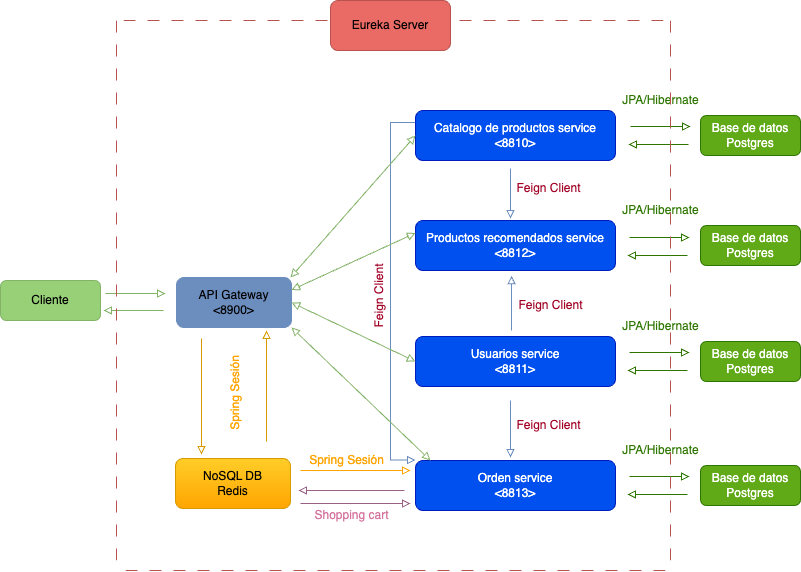 Eureka Server
JPA/Hibernate
Catalogo de productos service
<8810>
Base de datos
Postgres
Feign Client
JPA/Hibernate
Productos recomendados service
<8812>
Base de datos
Postgres
Cliente
API Gateway
<8900>
Feign Client
Feign Client
JPA/Hibernate
Usuarios service
<8811>
Base de datos
Postgres
Spring Sesión
Feign Client
JPA/Hibernate
NoSQL DB
Redis
Spring Sesión
Shopping cart
Orden service
<8813>
Base de datos
Postgres